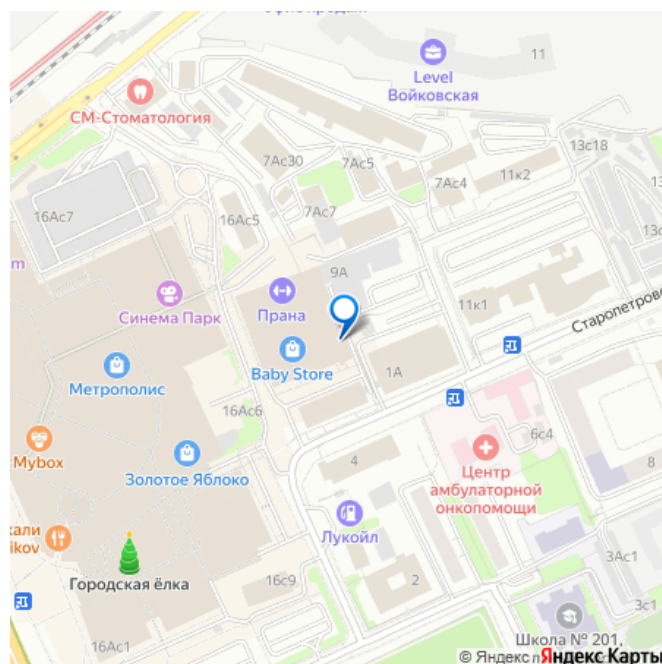 Level
Войковская
11
СМ-Стоматология
7Ас30
7Ас5
7Ас4
11к2
13с18
16Ас7
16Ас5
7Ас7
9А
Синема Парк
Прана
11к1
Старопетровс
Метрополис
Baby Store
1А
16Ас6
Mybox
Золотое Яблоко
4
6с4
8
Центр
амбулаторной
онкопомощи
Лукойл
Городская ёлка
16с9
2
3Ас1
3с1
16Ас1
Школа № 201,
© Яндекс
Яндекс Карты